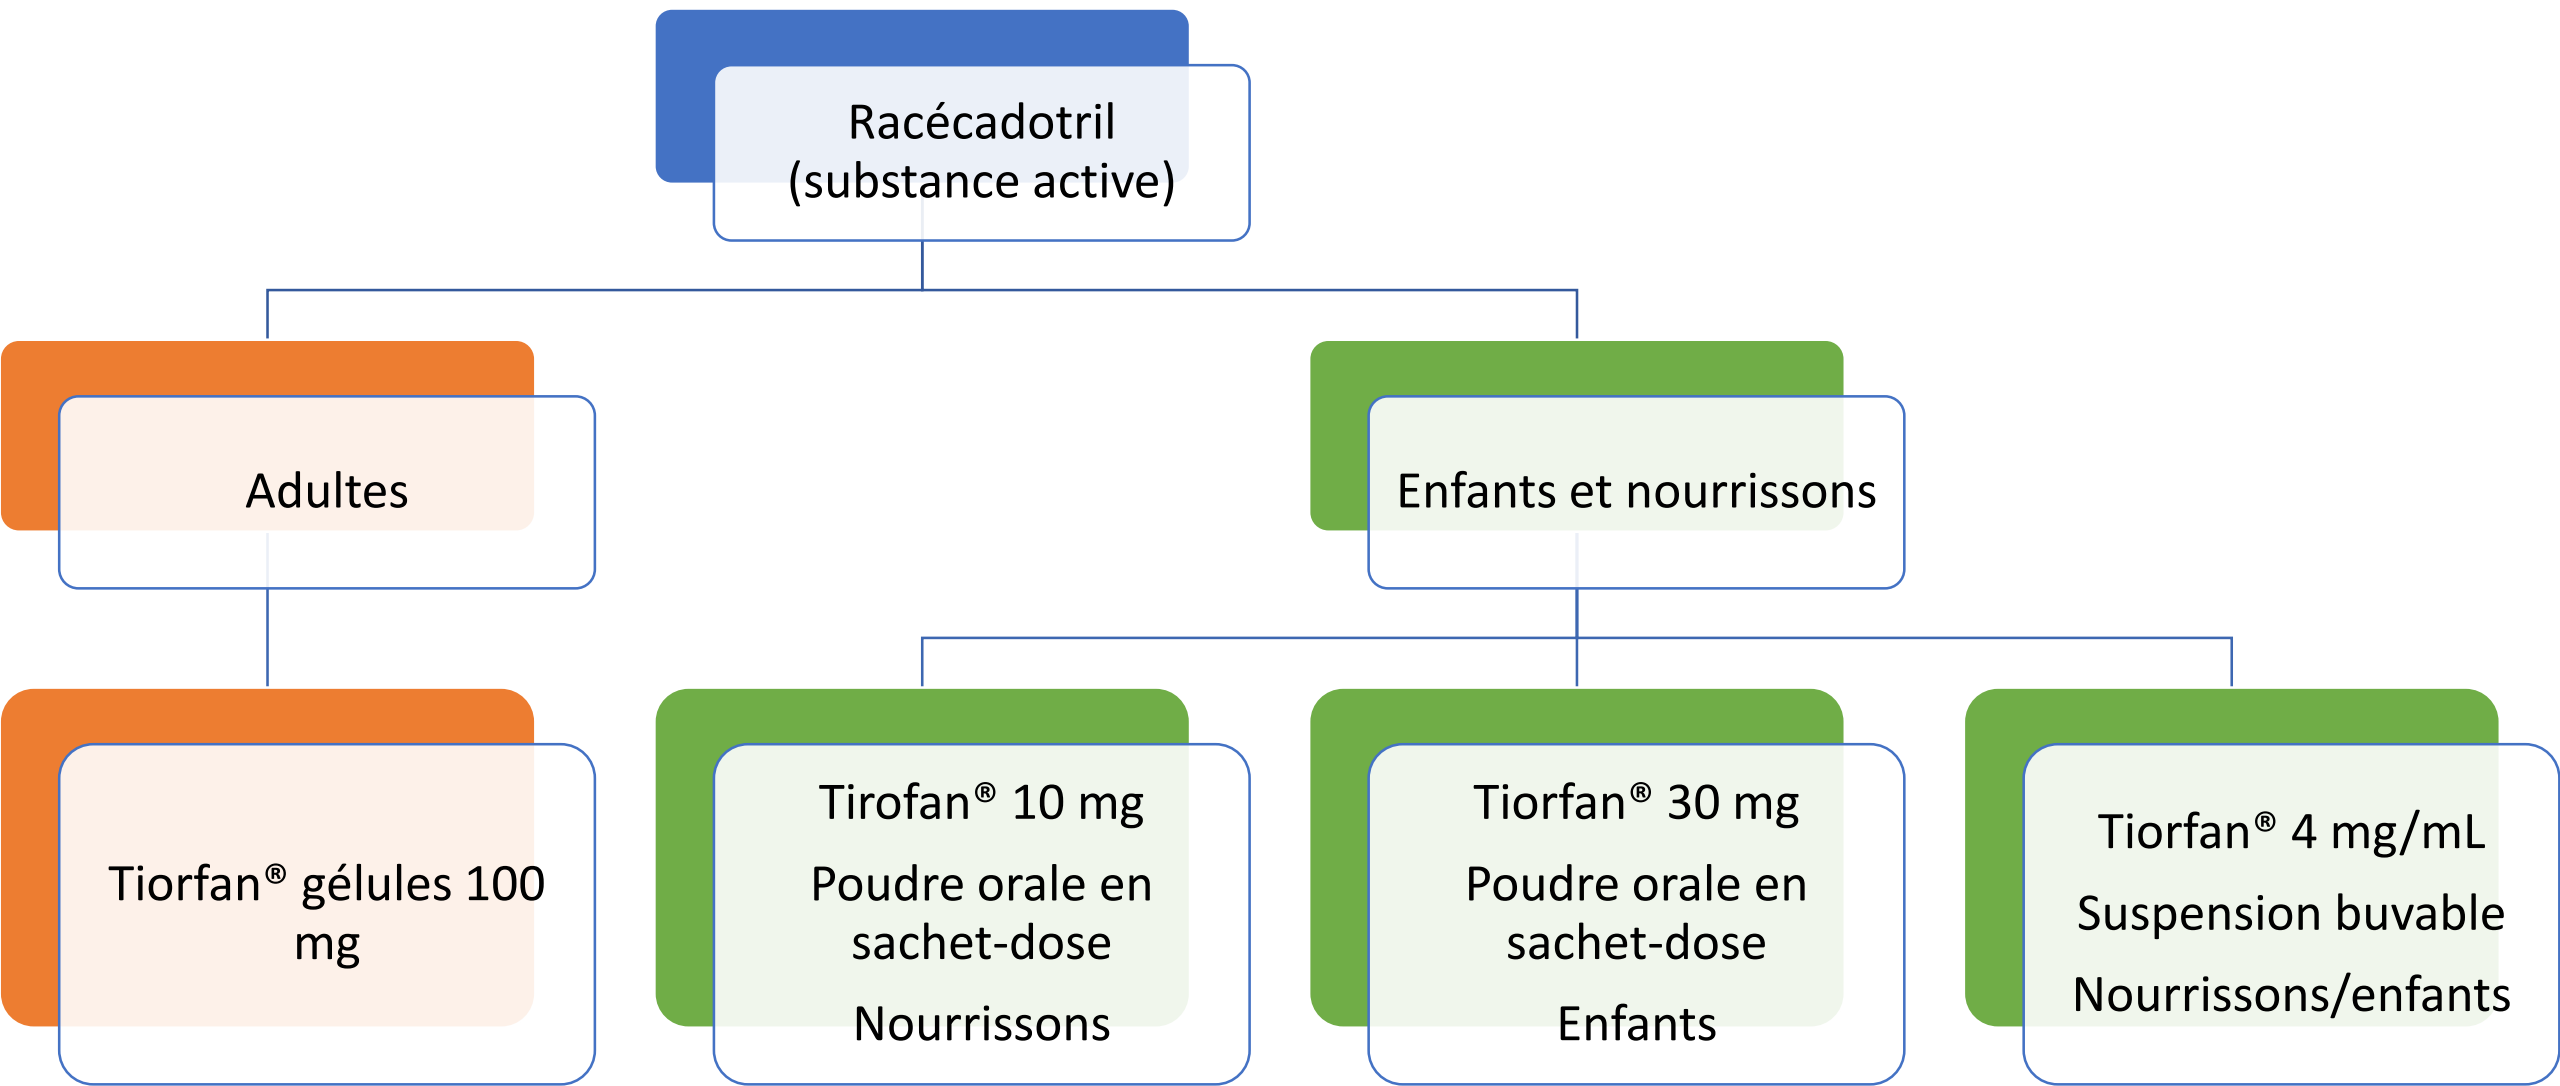 Racécadotril
(substance active)
Adultes
Enfants et nourrissons
Tiorfan® gélules 100
mg
Tirofan® 10 mg
Poudre orale en
sachet-dose
Nourrissons
Tiorfan® 30 mg
Poudre orale en
sachet-dose
Enfants
Tiorfan® 4 mg/mL
Suspension buvable
Nourrissons/enfants